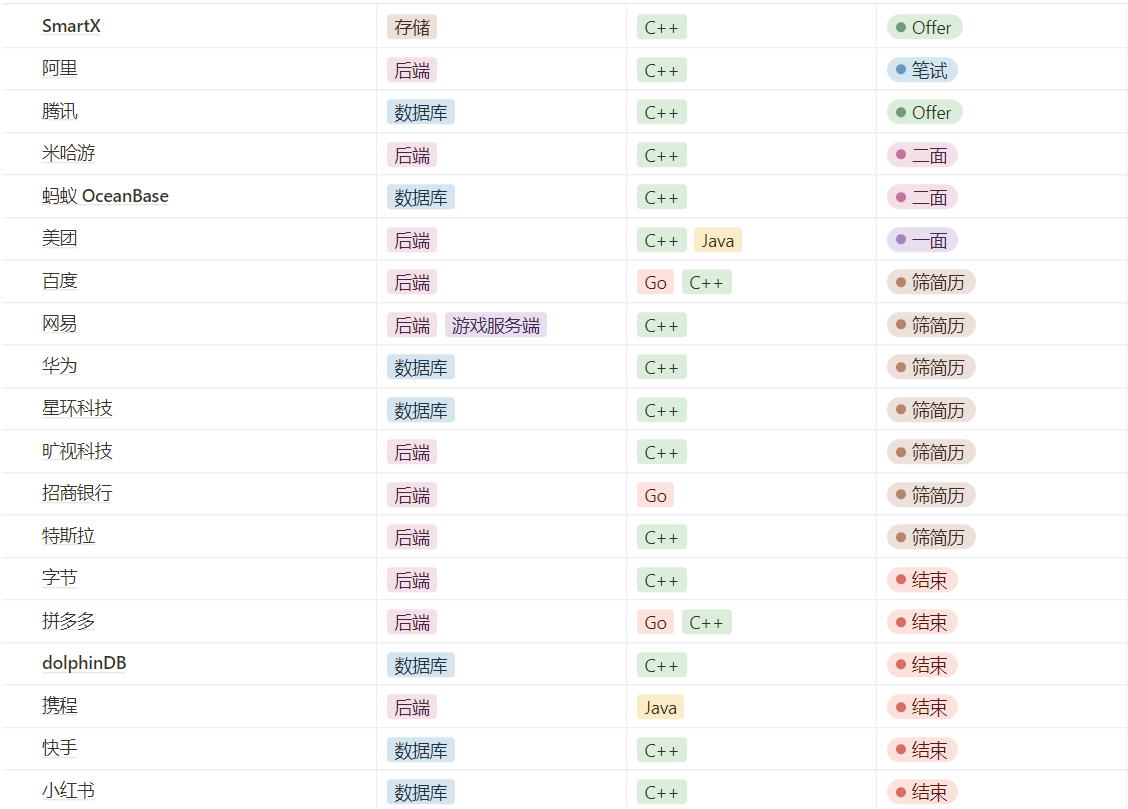 SmartX 存储 C++ Offer
阿里 后端 C++ 笔试
腾讯 数据库 C++ Offer
米哈游 后端 C++ 二面
蚂蚁 OceanBase 数据库 C++ 二面
美团 后端 C++ Java 一面
百度 后端 Go C++ 筛简历
网易 后端 游戏服务端 C++ 筛简历
华为 数据库 C++ 筛简历
星环科技 数据库 C++ 筛简历
旷视科技 后端 C++ 筛简历
招商银行 后端 Go 筛简历
特斯拉 后端 C++ 筛简历
字节 后端 C++ 结束
拼多多 后端 Go C++ 结束
dolphinDB 数据库 C++ 结束
携程 后端 Java 结束
快手 数据库 C++ 结束
小红书 数据库 C++ 结束